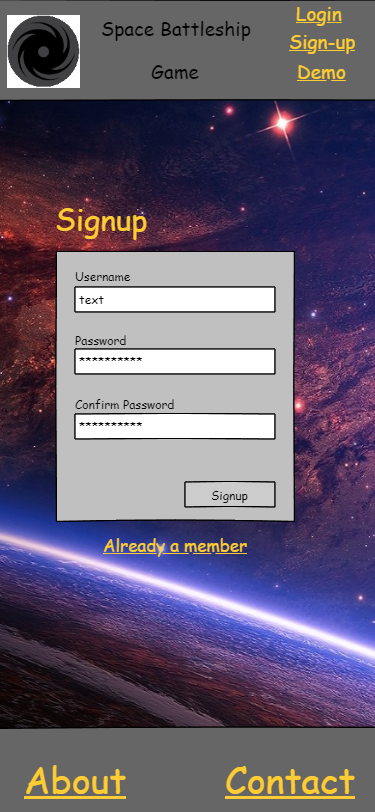 Space Battleship
Game
Login
Sign-up
Demo
Signup
Username
text
Password
**********
Confirm Password
**********
Signup
Already a member
About
Contact